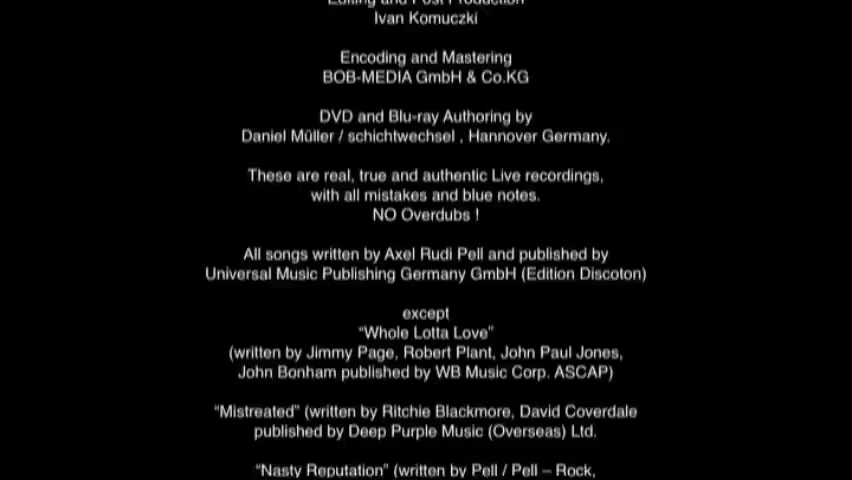 Editing and Post Production
Ivan Komuczki
Encoding and Mastering
BOB-MEDIA GmbH & Co.KG
DVD and Blu-ray Authoring by
Daniel Müller / schichtwechsel , Hannover Germany.
These are real, true and authentic Live recordings,
with all mistakes and blue notes.
NO Overdubs !
All songs written by Axel Rudi Pell and published by
Universal Music Publishing Germany GmbH (Edition Discoton)
except
“Whole Lotta Love”
(written by Jimmy Page, Robert Plant, John Paul Jones,
John Bonham published by WB Music Corp. ASCAP)
“Mistreated” (written by Ritchie Blackmore, David Coverdale
published by Deep Purple Music (Overseas) Ltd.
“Nasty Reputation” (written by Pell / Pell – Rock,